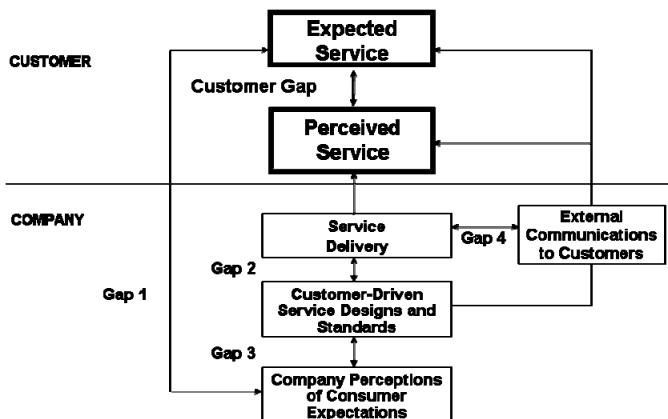 Expected
Service
CUSTOMER
Customer Gap
Perceived
Service
COMPANY
Service
Delivery
Gap 4
External
Communications
to Customers
Gap 2
Gap 1
Customer-Driven
Service Designs and
Standards
Gap 3
Company Perceptions
of Consumer
Expectations